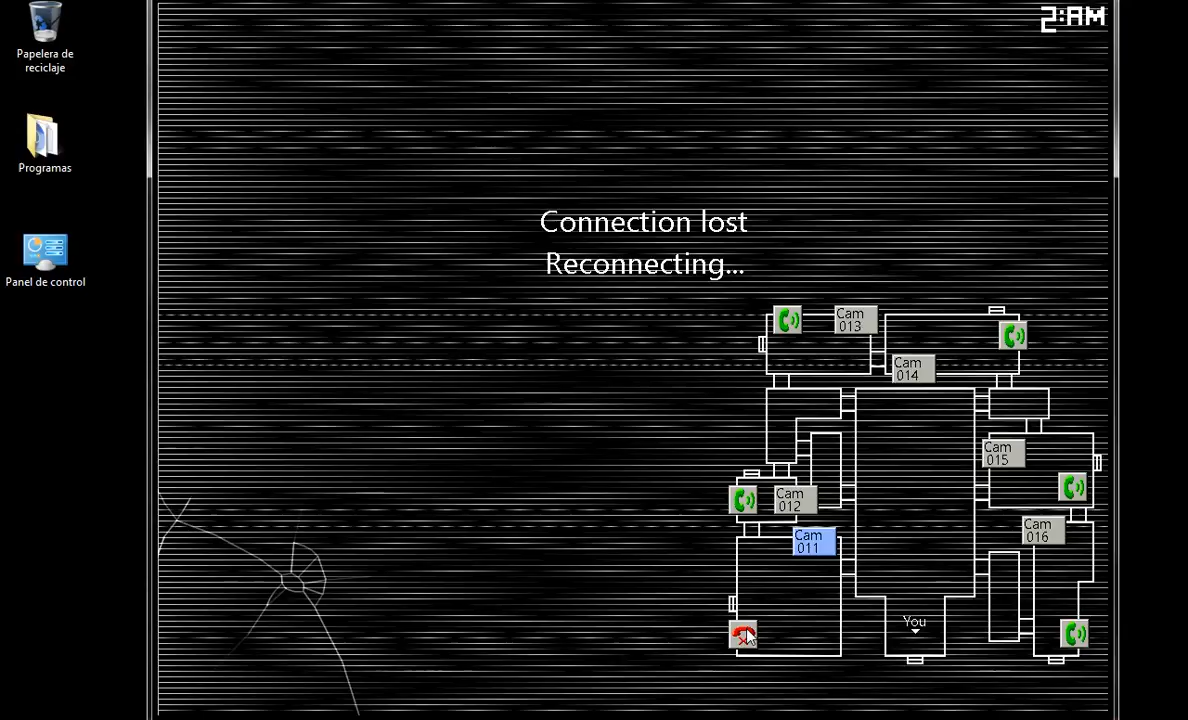 2:AM
Papelera de
reciclaje
Programas
Panel de control
Connection lost
Reconnecting...
Cam
013
Cam
014
Cam
015
Cam
012
Cam
016
Cam
011
You